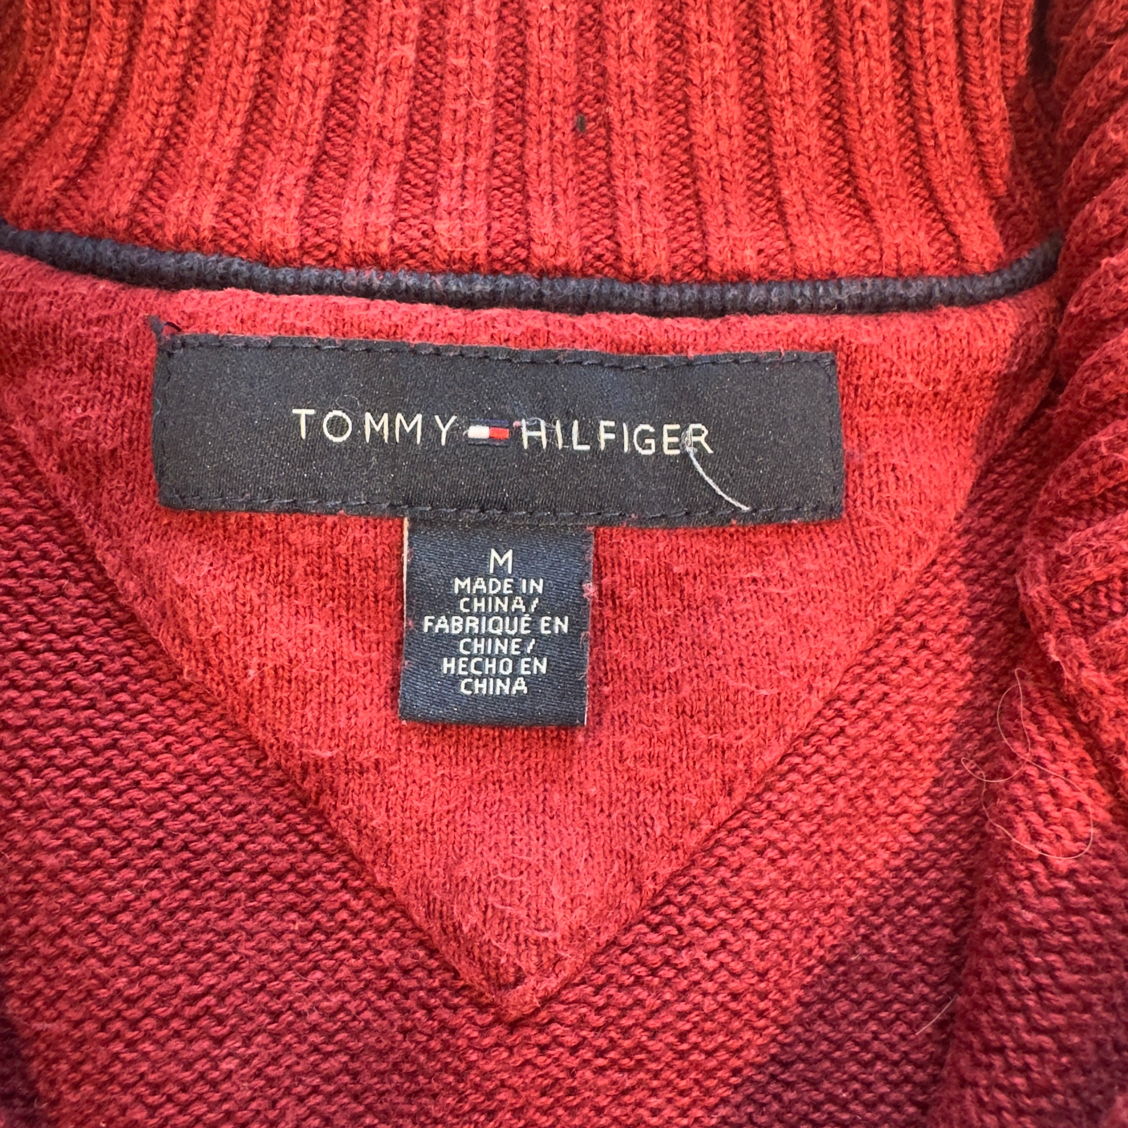 TOMMY HILFIGER
M
MADE IN
CHINA/
FABRIQUÉ EN
CHINE/
HECHO EN
CHINA